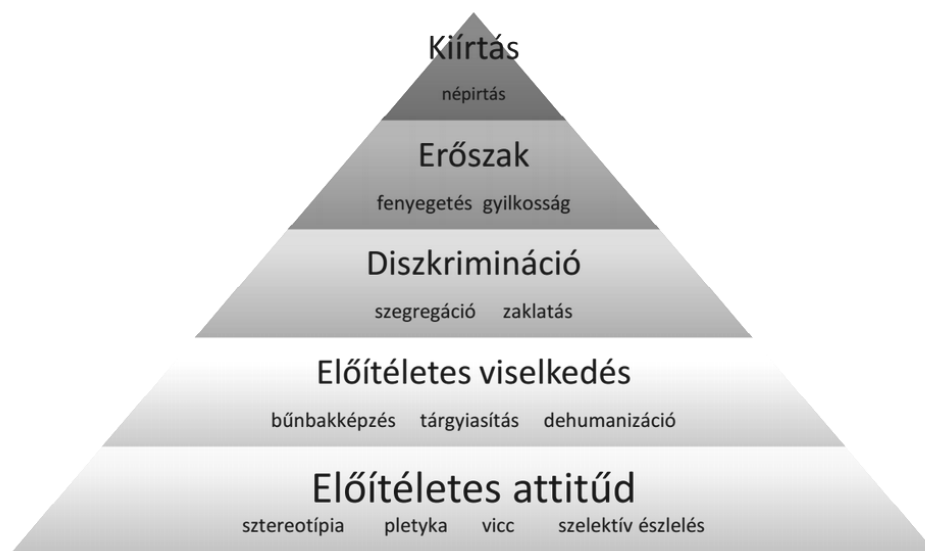 Kiírtás
népirtás
Erőszak
fenyegetés gyilkosság
Diszkrimináció
szegregáció zaklatás
Előítéletes viselkedés
bűnbakképzés tárgyiasítás dehumanizáció
Előítéletes attitűd
sztereotípia pletyka vicc szelektív észlelés